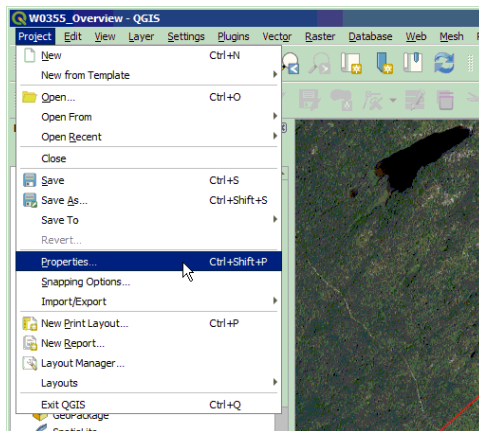 W0355_Overview - QGIS
Project Edit View Layer Settings Plugins Vector Raster Database Web Mesh
New Ctrl+N
New from Template
Open... Ctrl+O
Open From
Open Recent
Close
Save Ctrl+S
Save As... Ctrl+Shift+S
Save To
Revert...
Properties... Ctrl+Shift+P
Snapping Options...
Import/Export
New Print Layout... Ctrl+P
New Report...
Layout Manager...
Layouts
Exit QGIS Ctrl+Q
GeoPackage